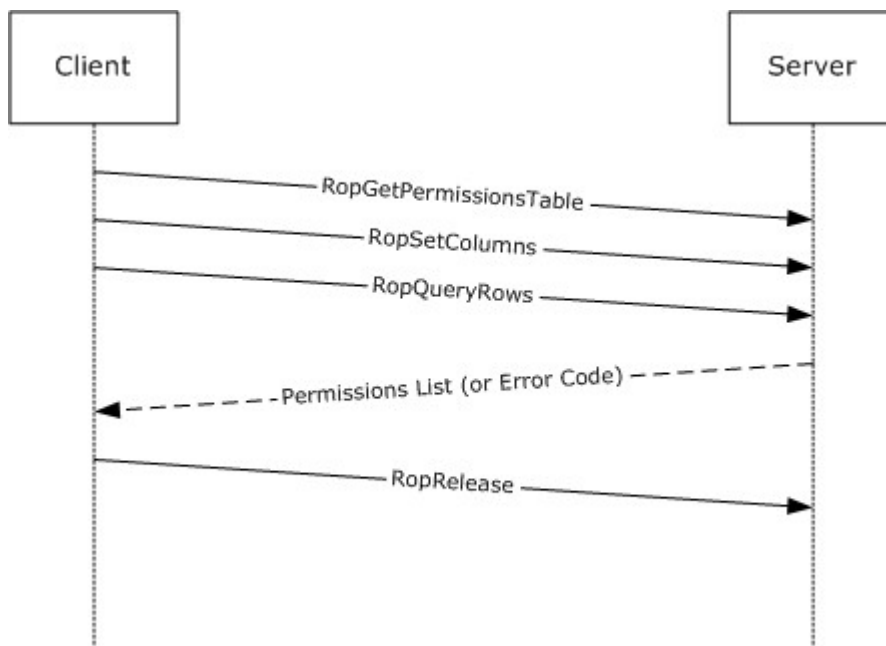 Client
Server
RopGetPermissionsTable
RopSetColumns
RopQueryRows
Permissions List (or Error Code)
RopRelease